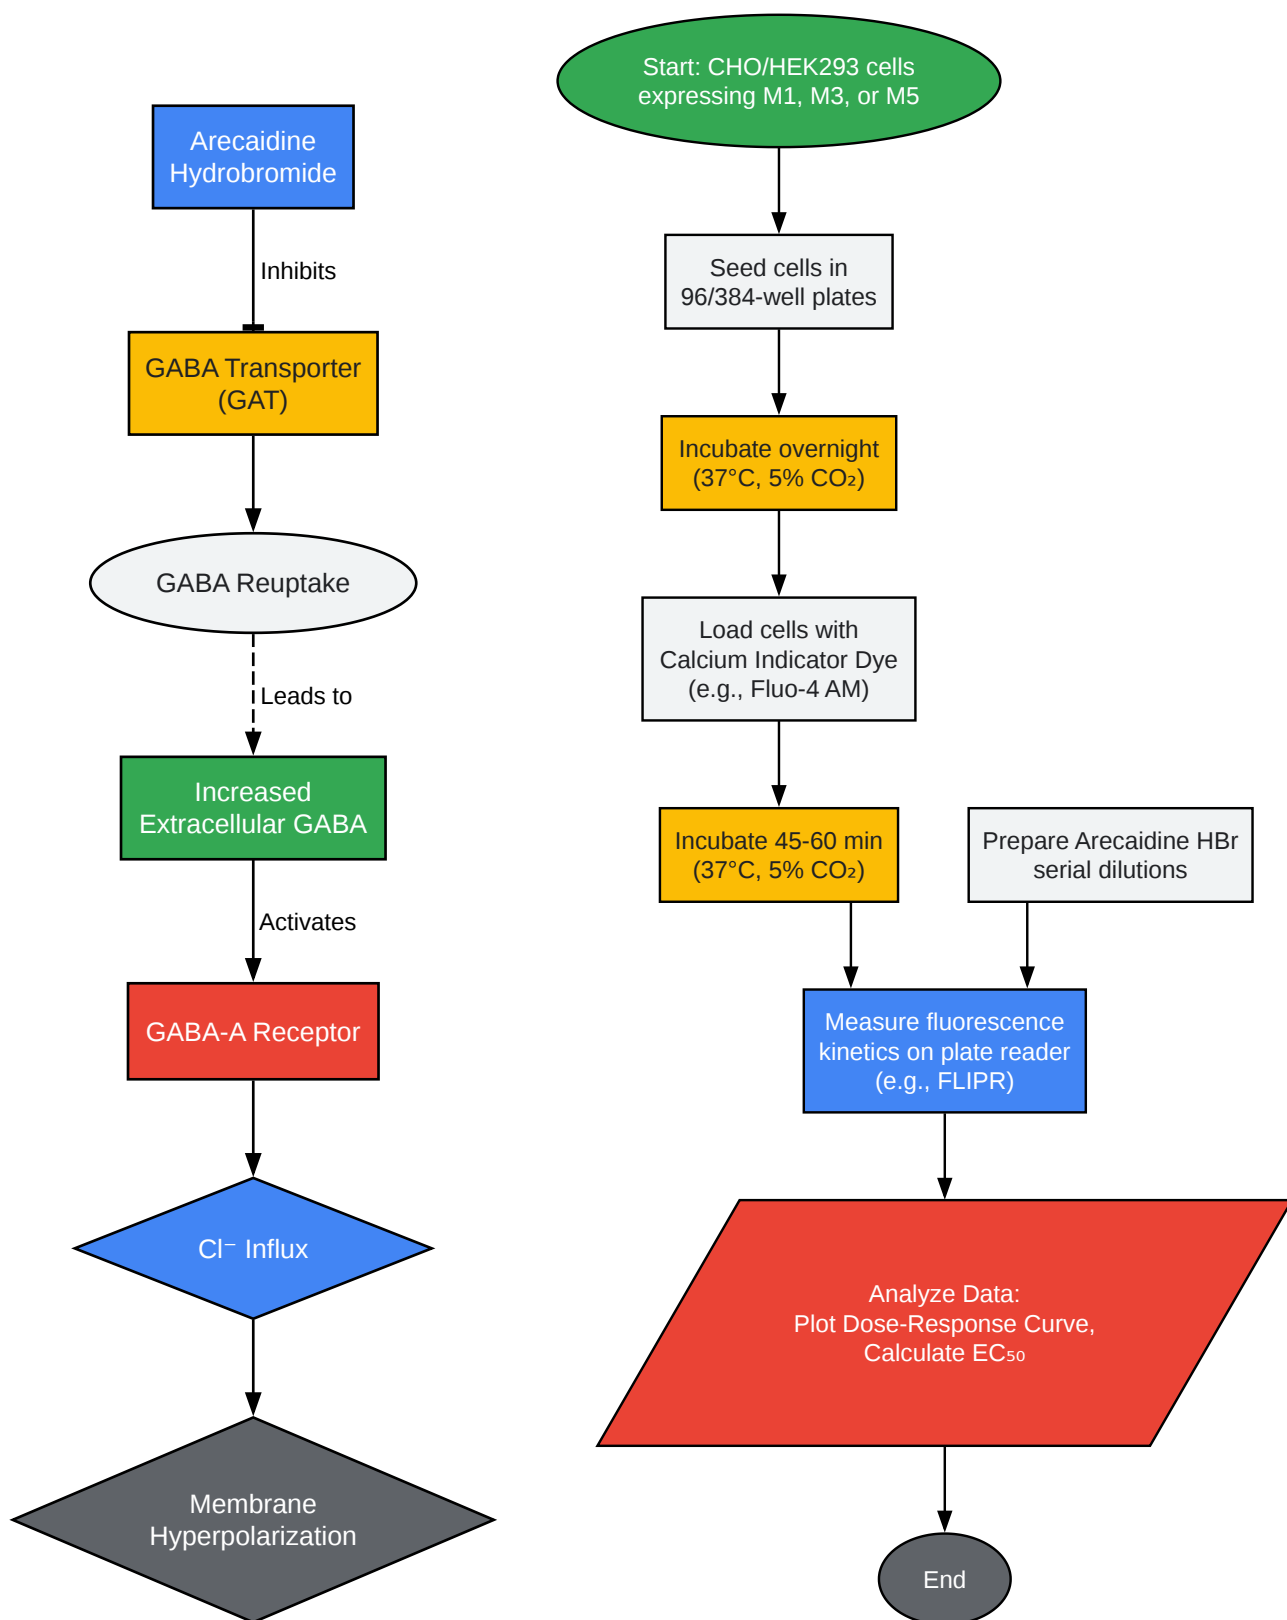 Arecaidine
Hydrobromide
Inhibits
GABA Transporter
(GAT)
GABA Reuptake
Leads to
Increased
Extracellular GABA
Activates
GABA-A Receptor
Cl⁻ Influx
Membrane
Hyperpolarization
Start: CHO/HEK293 cells
expressing M1, M3, or M5
Seed cells in
96/384-well plates
Incubate overnight
(37°C, 5% CO₂)
Load cells with
Calcium Indicator Dye
(e.g., Fluo-4 AM)
Incubate 45-60 min
(37°C, 5% CO₂)
Prepare Arecaidine HBr
serial dilutions
Measure fluorescence
kinetics on plate reader
(e.g., FLIPR)
Analyze Data:
Plot Dose-Response Curve,
Calculate EC₅₀
End